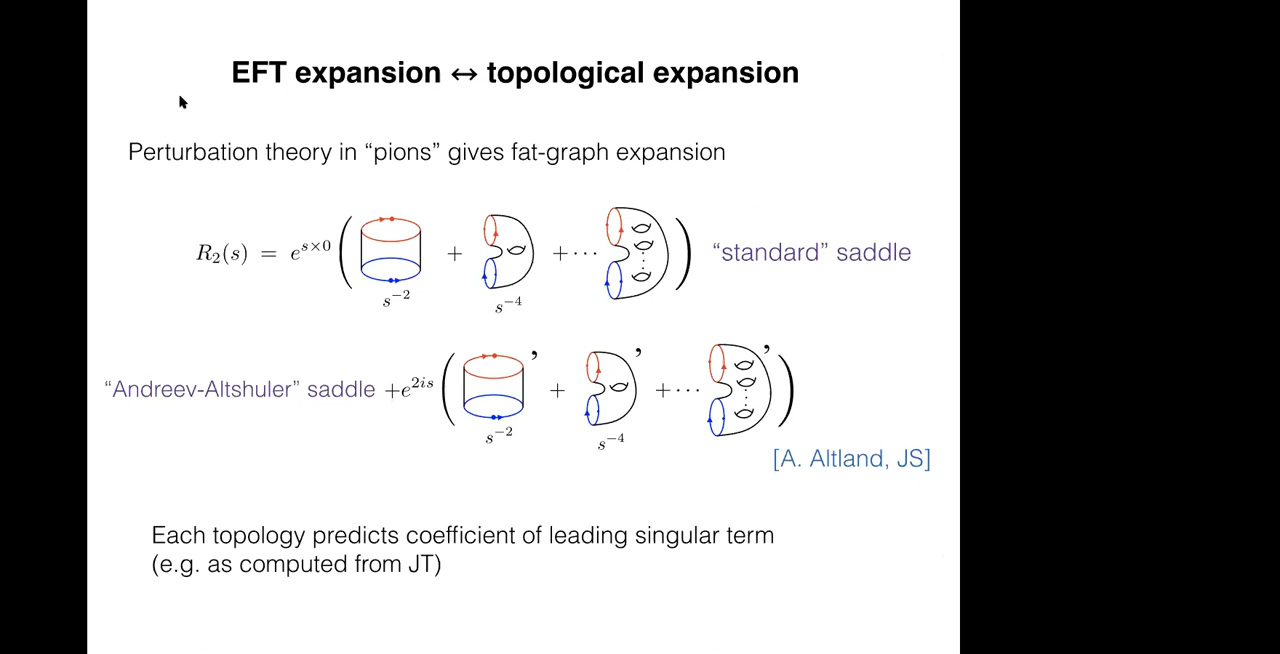 EFT expansion ↔ topological expansion
Perturbation theory in “pions” gives fat-graph expansion
R₂(s) = e^{s×0} ( + +··· ) “standard” saddle
s⁻² s⁻⁴
“Andreev-Altshuler” saddle +e^{2is} ( ’ + ’ +··· ’ )
s⁻² s⁻⁴
[A. Altland, JS]
Each topology predicts coefficient of leading singular term
(e.g. as computed from JT)